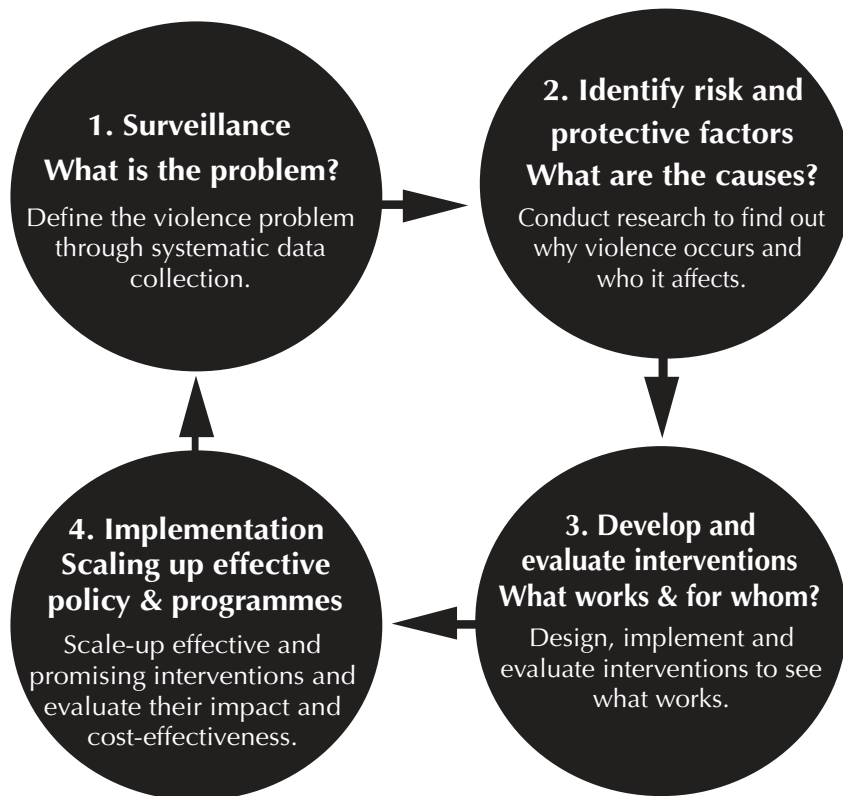 1. Surveillance
What is the problem?
Define the violence problem
through systematic data
collection.
2. Identify risk and
protective factors
What are the causes?
Conduct research to find out
why violence occurs and
who it affects.
3. Develop and
evaluate interventions
What works & for whom?
Design, implement and
evaluate interventions to see
what works.
4. Implementation
Scaling up effective
policy & programmes
Scale-up effective and
promising interventions and
evaluate their impact and
cost-effectiveness.